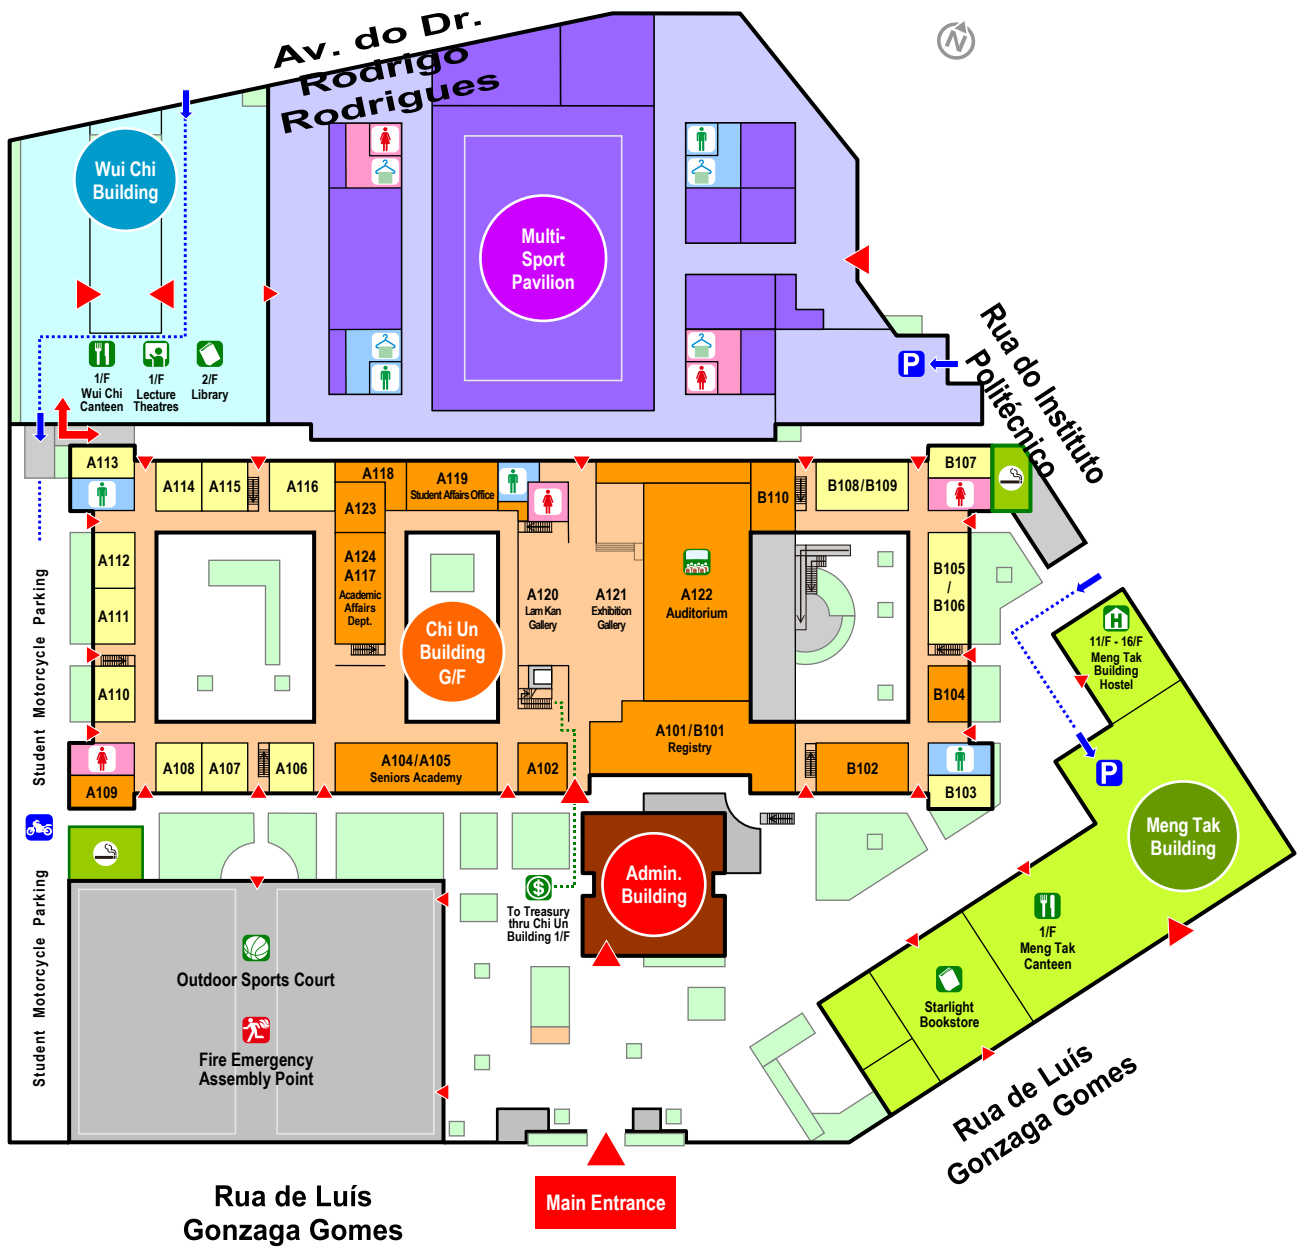 Av. do Dr.
Rodrigo
Rodrigues
N
Wui Chi
Building
Multi-
Sport
Pavilion
1/F
Wui Chi
Canteen
1/F
Lecture
Theatres
2/F
Library
P
Rua do Instituto
Politécnico
A113
A114
A115
A116
A118
A119
Student Affairs Office
A123
B110
B108/B109
B107
A112
A111
A110
A124
A117
Academic
Affairs
Dept.
Chi Un
Building
G/F
A120
Lam Kan
Gallery
A121
Exhibition
Gallery
A122
Auditorium
B105
/
B106
B104
H
11/F - 16/F
Meng Tak
Building
Hostel
Student Motorcycle Parking
A109
A108
A107
A106
A104/A105
Seniors Academy
A102
A101/B101
Registry
B102
B103
P
Meng Tak
Building
Admin.
Building
$
To Treasury
thru Chi Un
Building 1/F
Student Motorcycle Parking
Outdoor Sports Court
Fire Emergency
Assembly Point
1/F
Meng Tak
Canteen
Starlight
Bookstore
Rua de Luís
Gonzaga Gomes
Main Entrance
Rua de Luís
Gonzaga Gomes